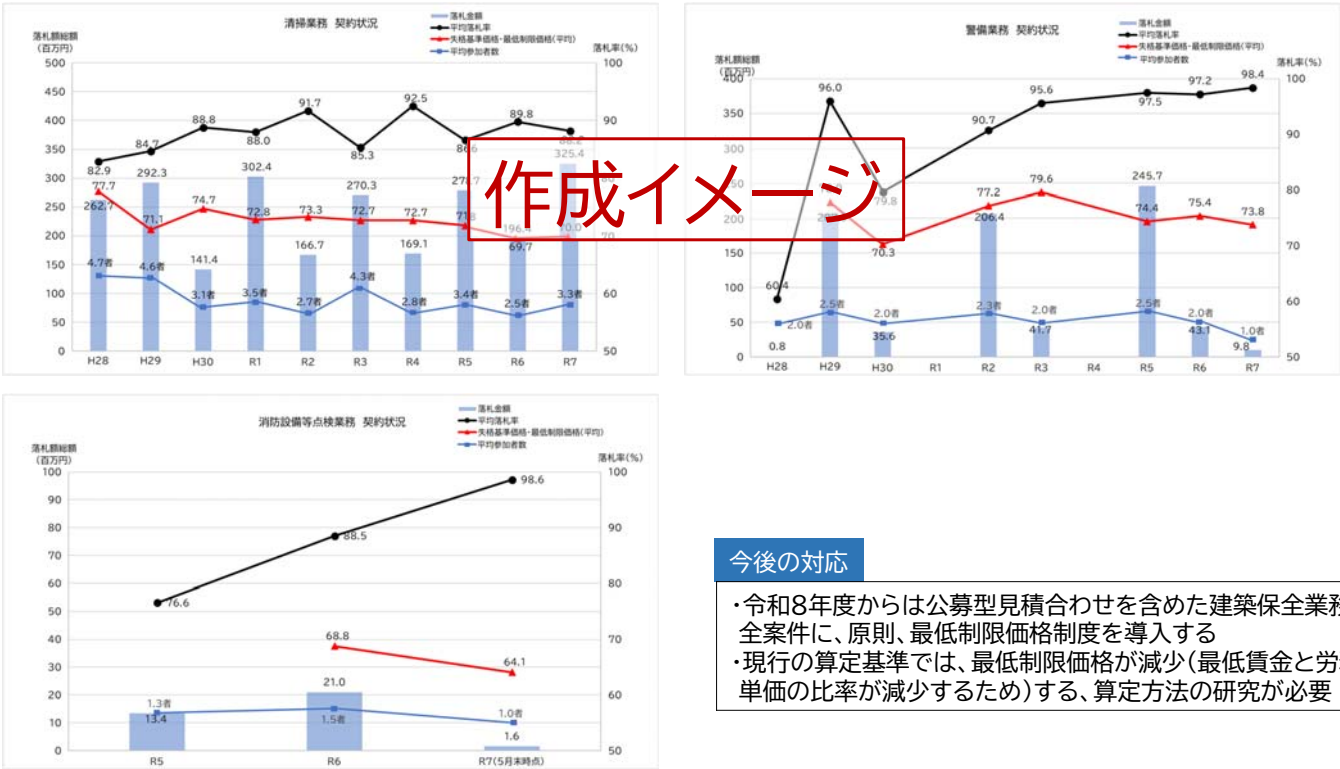 清掃業務 契約状況
落札金額
平均落札率
失格基準価格・最低制限価格(平均)
平均参加者数
落札額総額
(百万円)
落札率(%)
500
450
400
350
300
250
200
150
100
50
0
100
90
70
60
50
82.9
84.7
88.8
88.0
91.7
85.3
92.5
89.8
77.7
71.1
74.7
72.8
73.3
72.7
72.7
69.7
70.0
262.7
292.3
141.4
302.4
166.7
270.3
169.1
325.4
4.7者
4.6者
3.1者
3.5者
2.7者
4.3者
2.8者
3.4者
2.5者
3.3者
H28
H29
H30
R1
R2
R3
R4
R5
R6
R7
警備業務 契約状況
落札金額
平均落札率
失格基準価格・最低制限価格(平均)
平均参加者数
落札額総額
(百万円)
落札率(%)
400
350
300
250
200
150
100
50
0
100
90
80
70
60
50
60.4
96.0
79.8
90.7
95.6
97.5
97.2
98.4
70.3
77.2
79.6
74.4
75.4
73.8
0.8
35.6
206.4
41.7
245.7
43.1
9.8
2.0者
2.5者
2.0者
2.3者
2.0者
2.5者
2.0者
1.0者
H28
H29
H30
R1
R2
R3
R4
R5
R6
R7
作成イメージ
消防設備等点検業務 契約状況
落札金額
平均落札率
失格基準価格・最低制限価格(平均)
平均参加者数
落札額総額
(百万円)
落札率(%)
100
90
80
70
60
50
40
30
20
10
0
100
90
80
70
60
50
76.6
88.5
98.6
68.8
64.1
1.3者
13.4
21.0
1.5者
1.0者
1.6
R5
R6
R7(5月末時点)
今後の対応
・令和8年度からは公募型見積合わせを含めた建築保全業務
全案件に、原則、最低制限価格制度を導入する
・現行の算定基準では、最低制限価格が減少(最低賃金と労
単価の比率が減少するため)する、算定方法の研究が必要